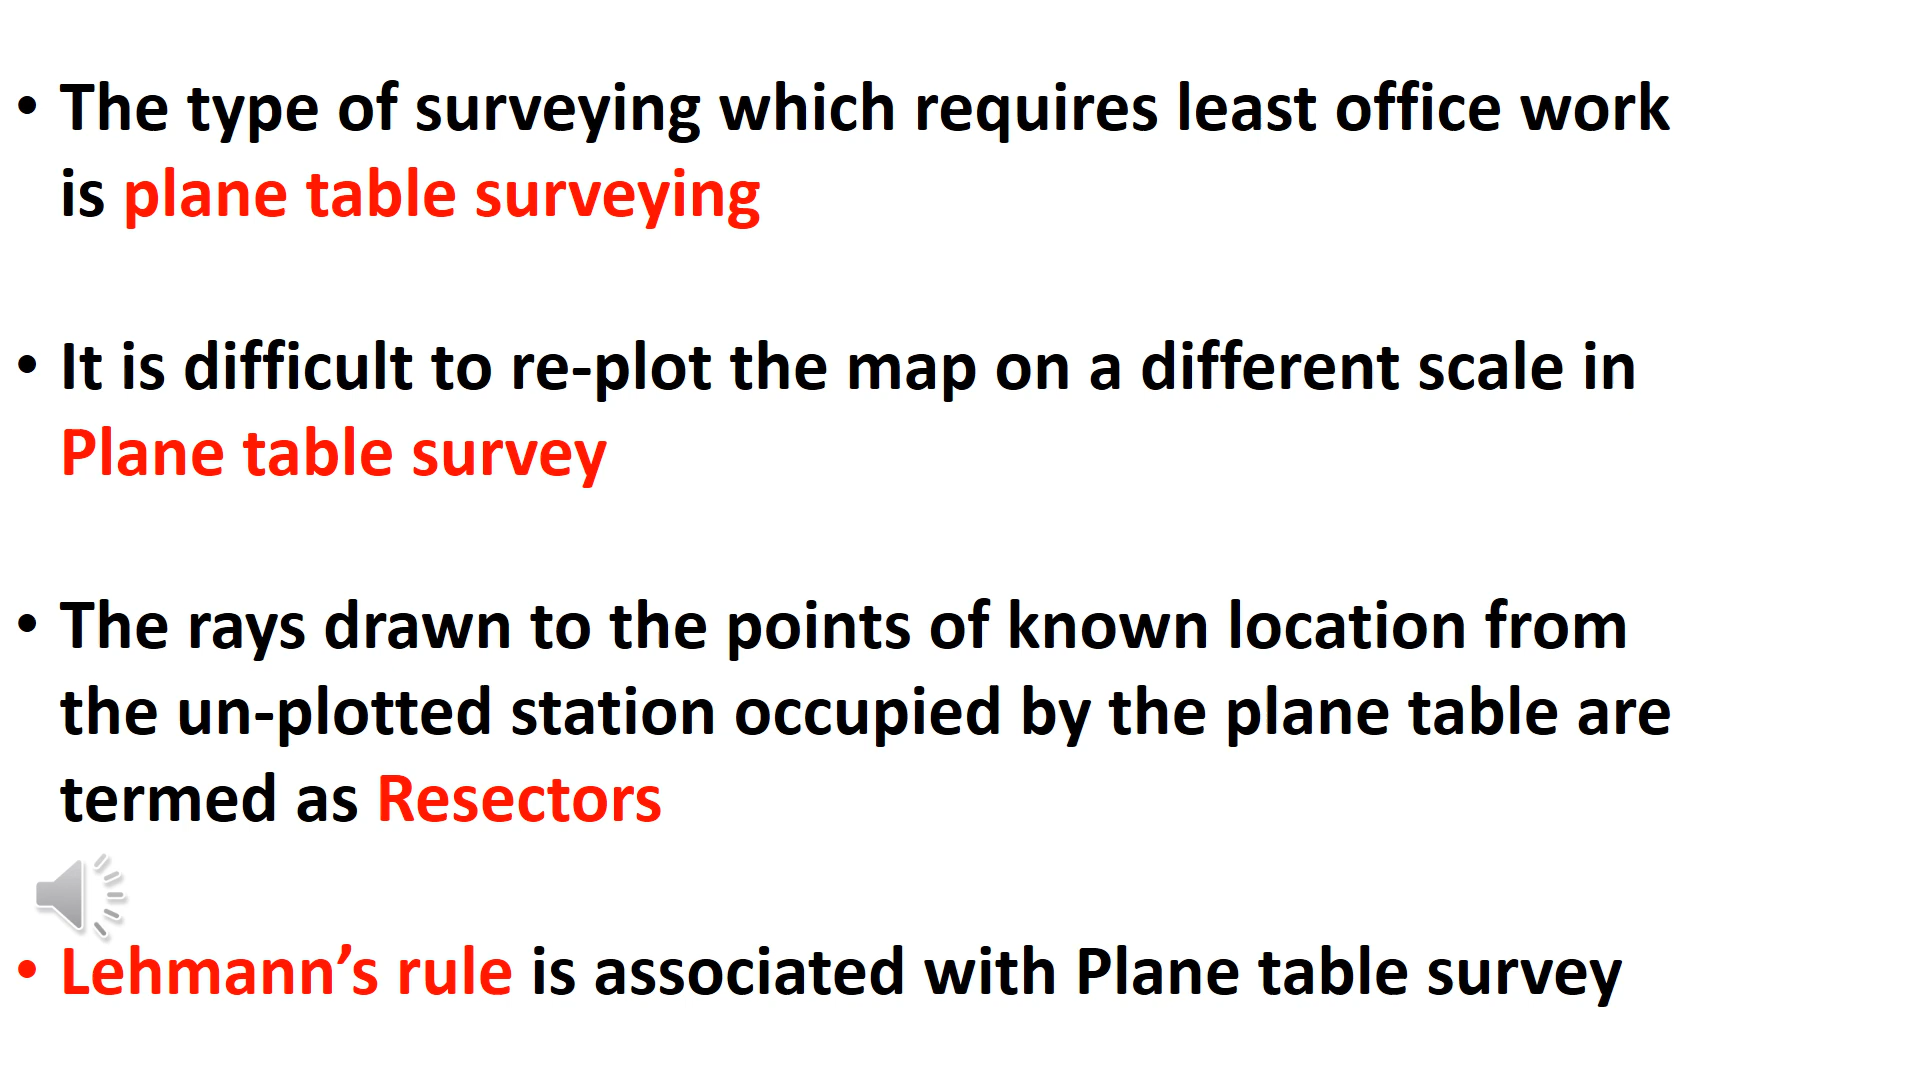 • The type of surveying which requires least office work
is plane table surveying
• It is difficult to re-plot the map on a different scale in
Plane table survey
• The rays drawn to the points of known location from
the un-plotted station occupied by the plane table are
termed as Resectors
• Lehmann’s rule is associated with Plane table survey